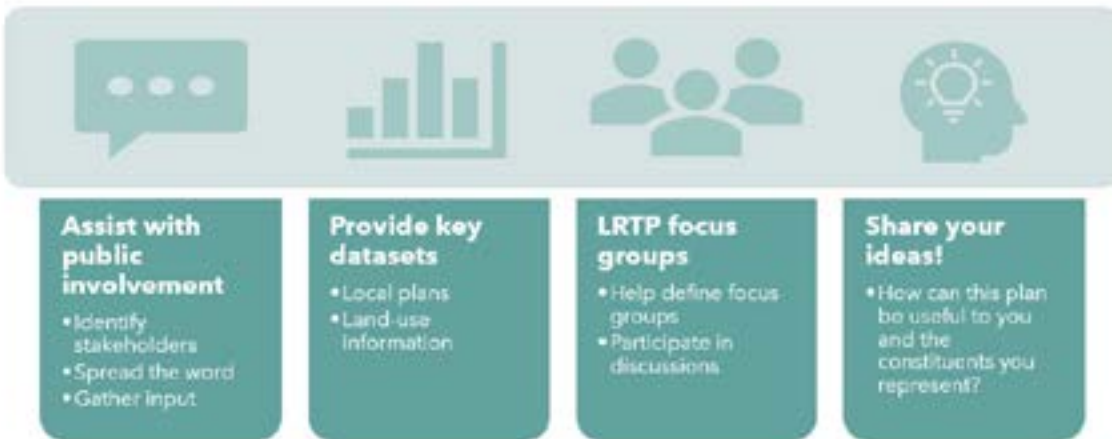 Assist with
public
involvement
•Identify
stakeholders
•Spread the word
•Gather input
Provide key
datasets
•Local plans
•Land-use
information
LRTP focus
groups
•Help define focus
groups
•Participate in
discussions
Share your
ideas!
•How can this plan
be useful to you
and the
constituents you
represent?